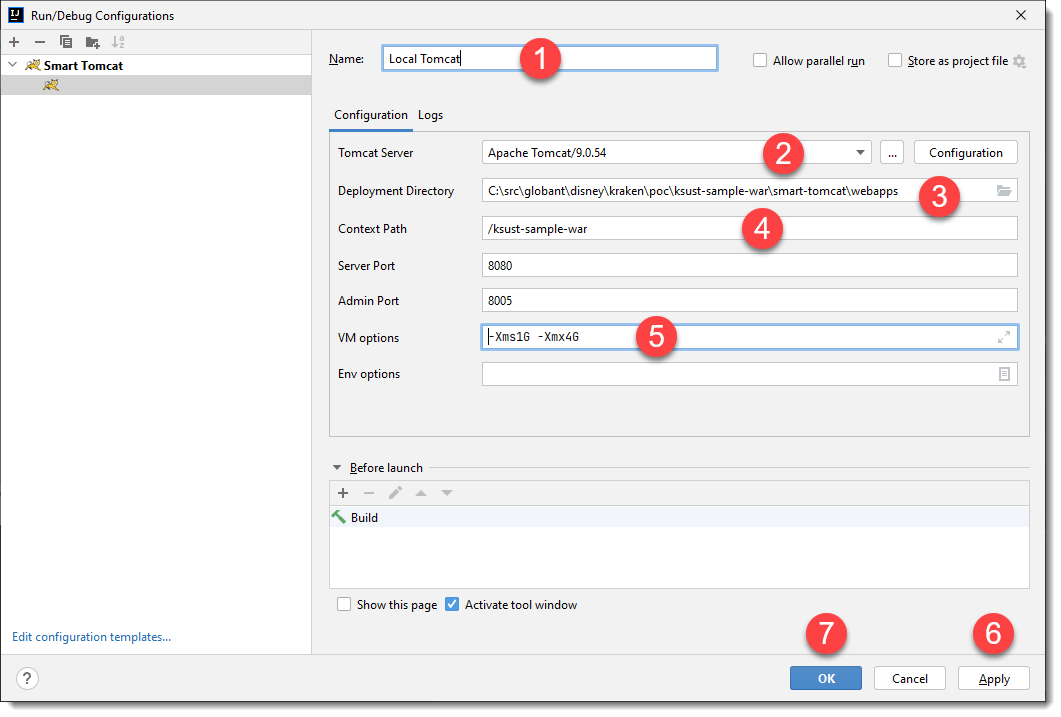 Run/Debug Configurations
Smart Tomcat
Name: Local Tomcat 1
Allow parallel run
Store as project file
Configuration Logs
Tomcat Server Apache Tomcat/9.0.54 2 ... Configuration
Deployment Directory C:\src\globant\disney\kraken\poc\ksust-sample-war\smart-tomcat\webapps 3
Context Path /ksust-sample-war 4
Server Port 8080
Admin Port 8005
VM options -Xms1G -Xmx4G 5
Env options
Before launch
Build
Show this page Activate tool window
Edit configuration templates...
7 6
? OK Cancel Apply